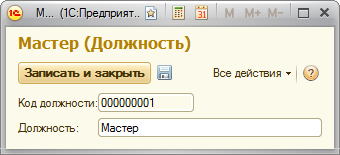 М... (1С:Предприят...
M M+ M−
Мастер (Должность)
Записать и закрыть Все действия ?
Код должности: 000000001
Должность: Мастер